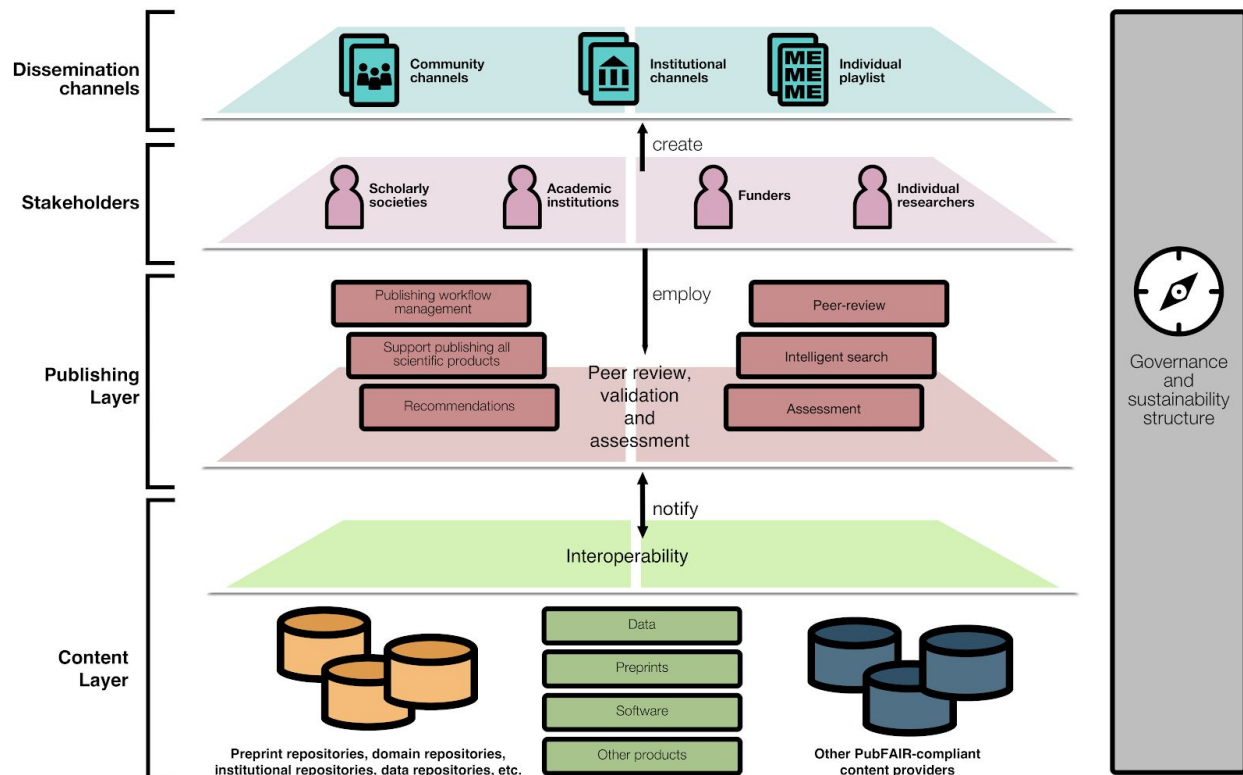 Dissemination
channels
Community
channels
Institutional
channels
ME
ME
ME
Individual
playlist
create
Stakeholders
Scholarly
societies
Academic
institutions
Funders
Individual
researchers
employ
Publishing
Layer
Publishing workflow
management
Support publishing all
scientific products
Recommendations
Peer review,
validation
and
assessment
Peer-review
Intelligent search
Assessment
notify
Content
Layer
Interoperability
Data
Preprints
Software
Other products
Preprint repositories, domain repositories,
institutional repositories, data repositories, etc.
Other PubFAIR-compliant
content providers
Governance
and
sustainability
structure